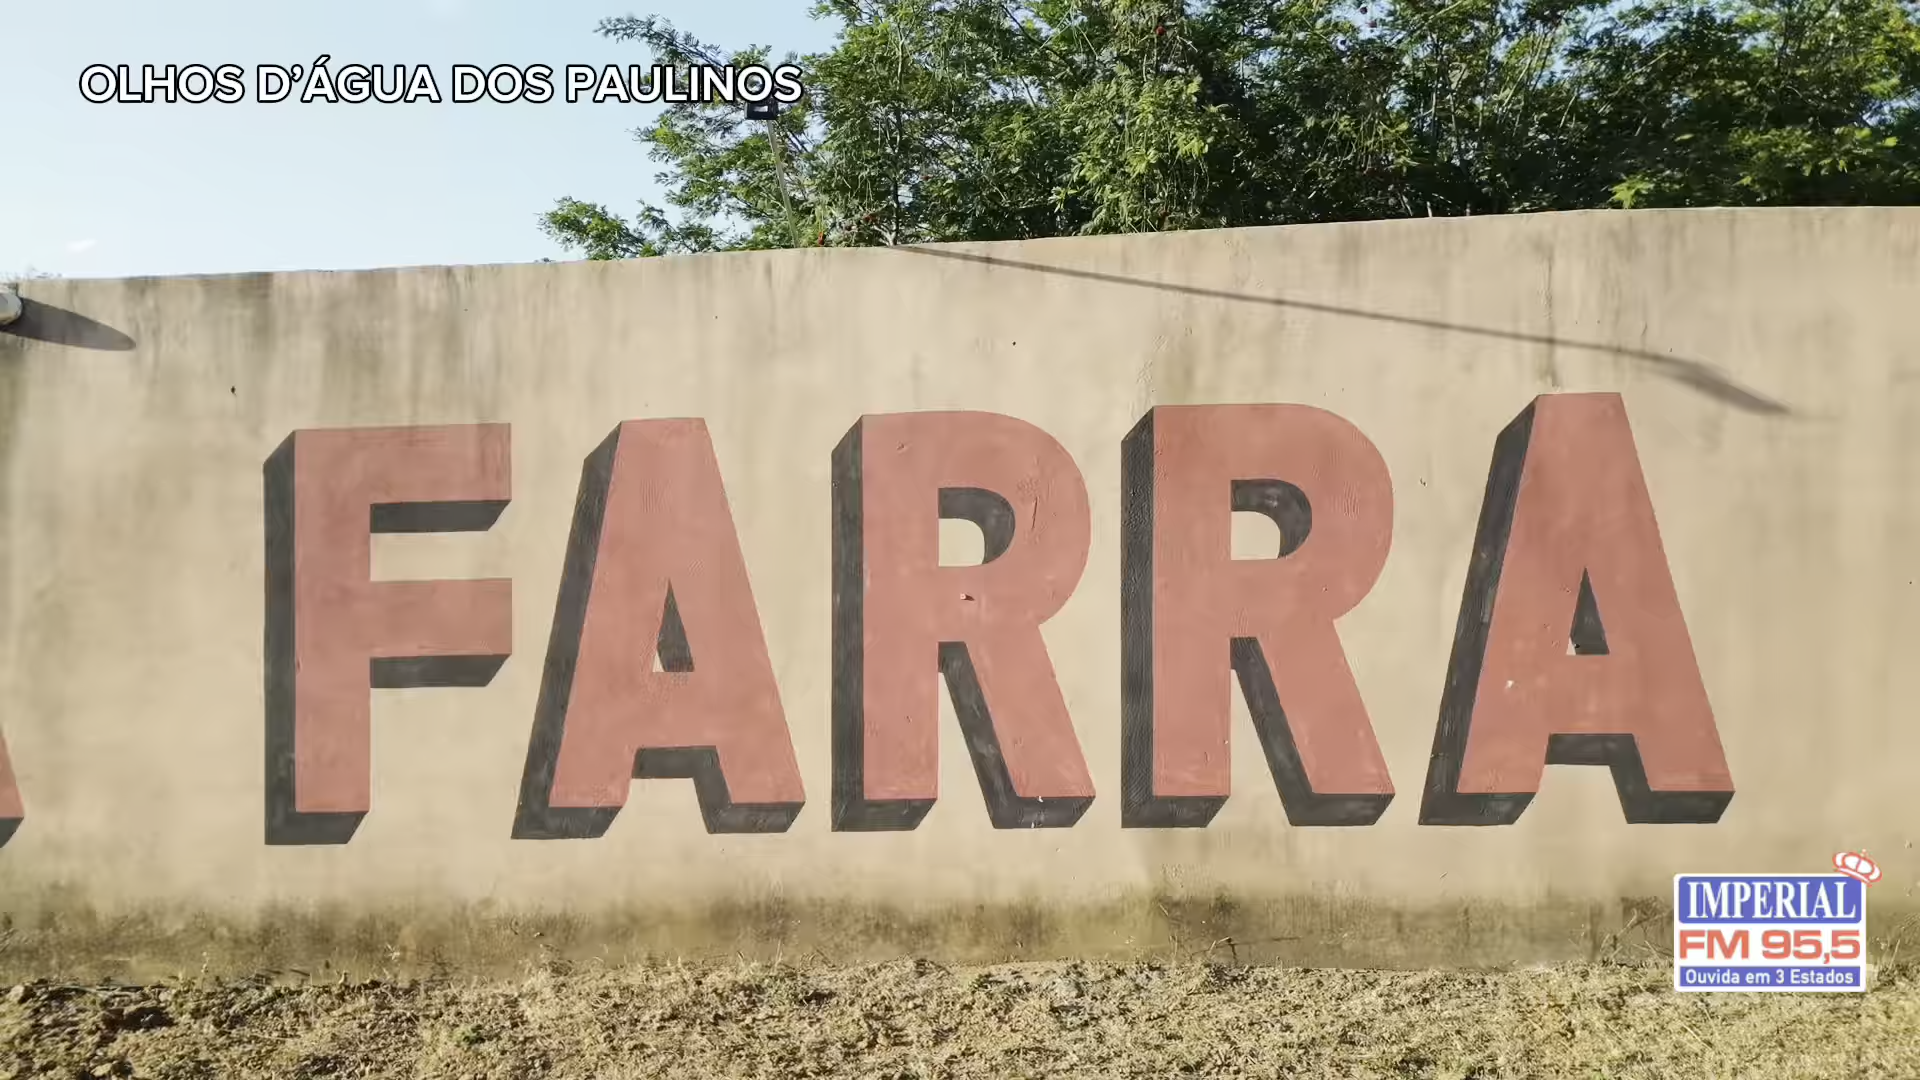 OLHOS D’ÁGUA DOS PAULINOS
FARRA
IMPERIAL
FM 95,5
Ouvida em 3 Estados